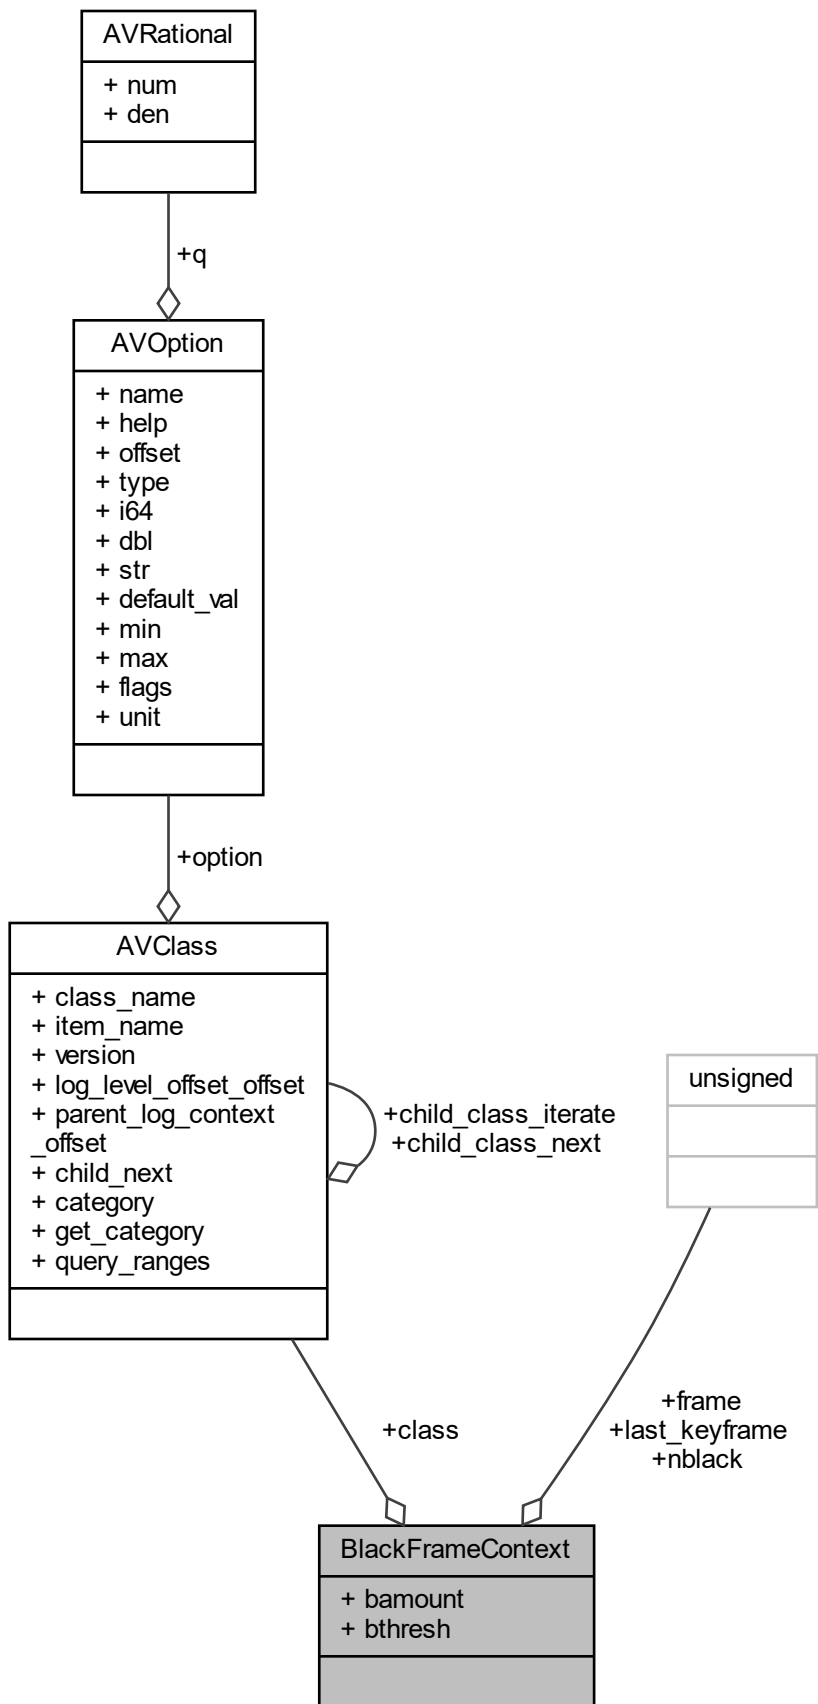 AVRational
+ num
+ den
+q
AVOption
+ name
+ help
+ offset
+ type
+ i64
+ dbl
+ str
+ default_val
+ min
+ max
+ flags
+ unit
+option
AVClass
+ class_name
+ item_name
+ version
+ log_level_offset_offset
+ parent_log_context
_offset
+ child_next
+ category
+ get_category
+ query_ranges
+child_class_iterate
+child_class_next
unsigned
+class
+frame
+last_keyframe
+nblack
BlackFrameContext
+ bamount
+ bthresh